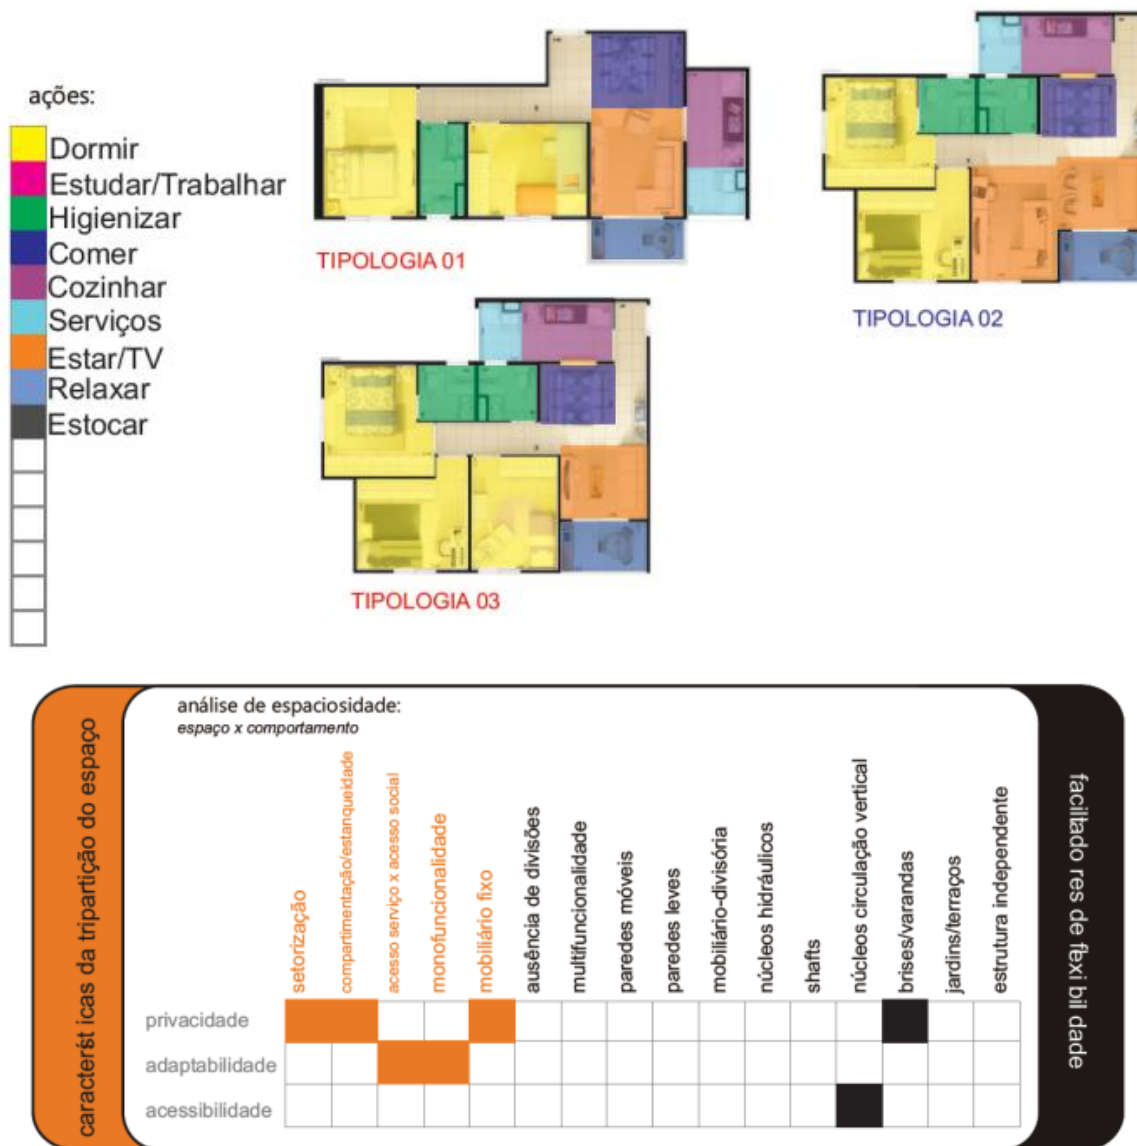 ações:
Dormir
Estudar/Trabalhar
Higienizar
Comer
Cozinhar
Serviços
Estar/TV
Relaxar
Estocar
TIPOLOGIA 01
TIPOLOGIA 02
TIPOLOGIA 03
característ icas da tripartição do espaço
análise de espaciosidade:
espaço x comportamento
setorização
compartimentação/estanqueidade
acesso serviço x acesso social
monofuncionalidade
mobiliário fixo
ausência de divisões
multifuncionalidade
paredes móveis
paredes leves
mobiliário-divisória
núcleos hidráulicos
shafts
núcleos circulação vertical
brises/varandas
jardins/terraços
estrutura independente
privacidade
adaptabilidade
acessibilidade
facilitado res de flexi bil dade